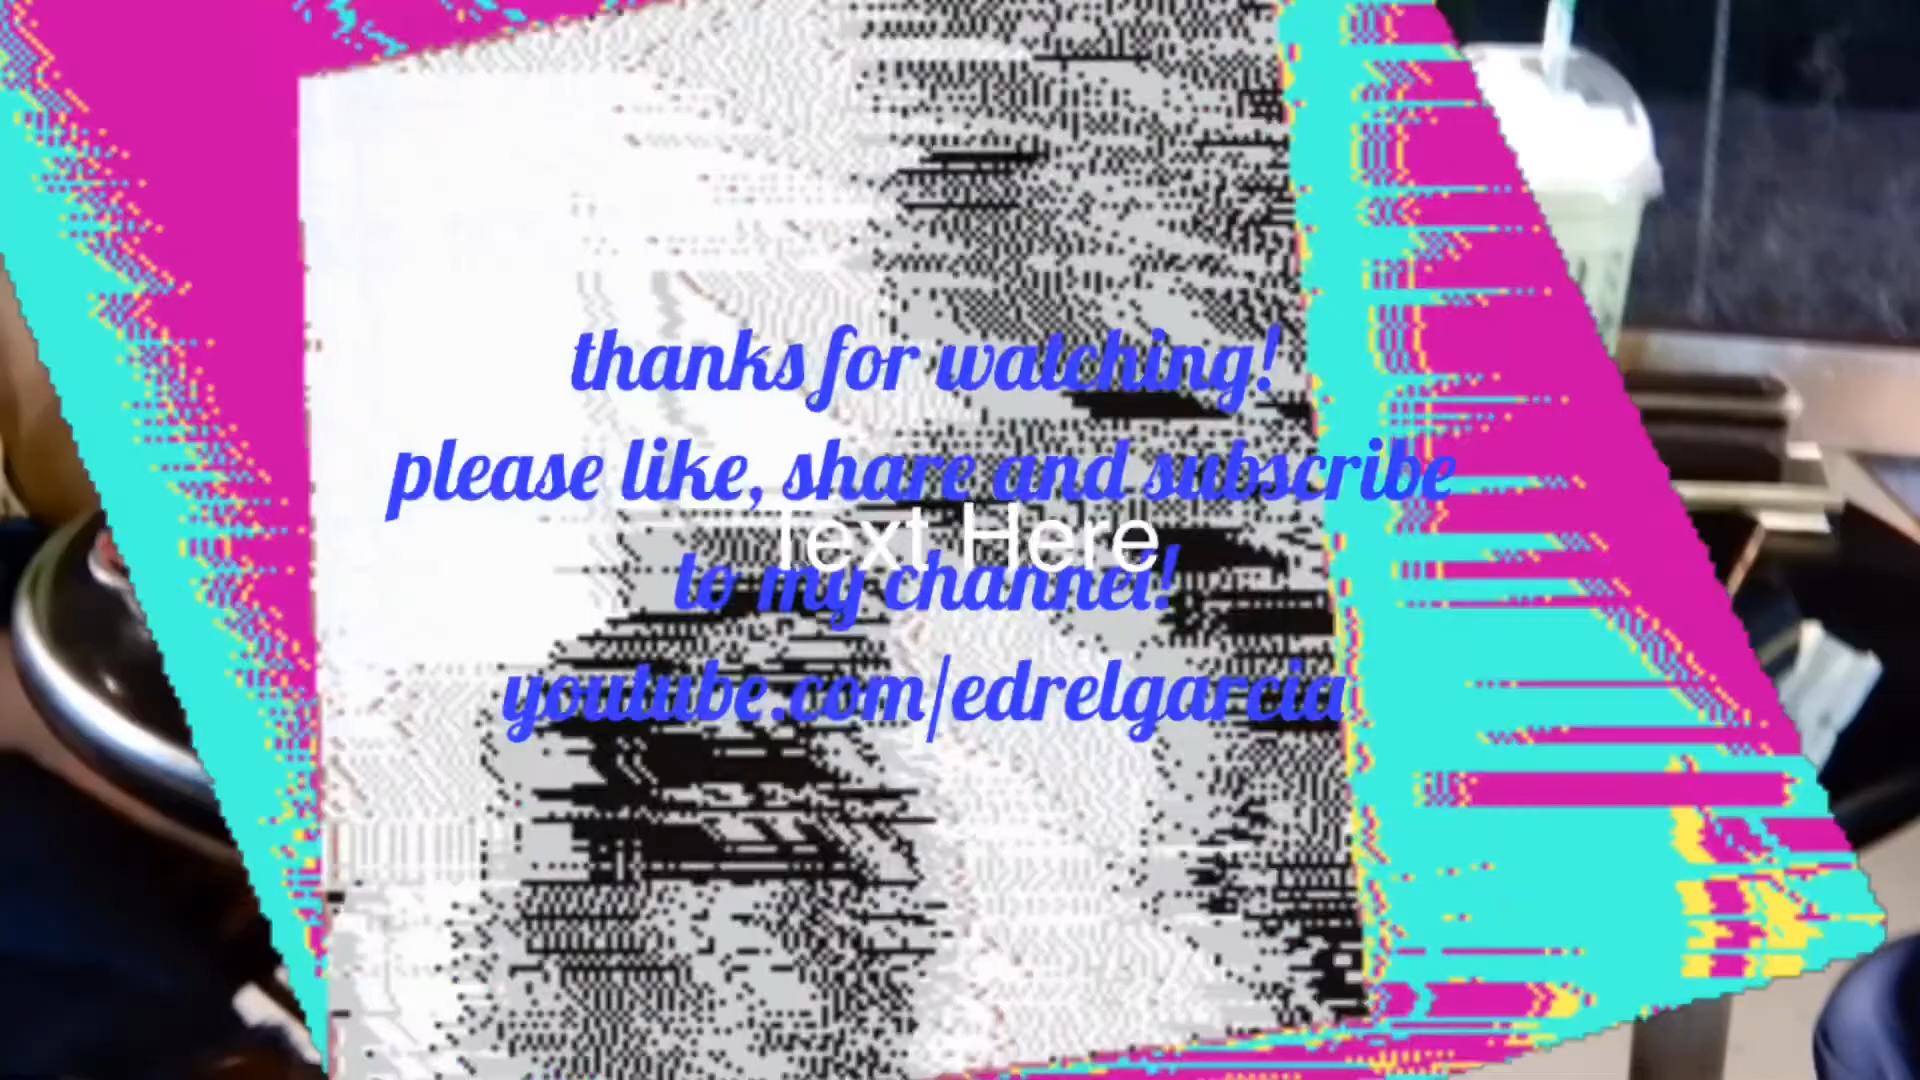 thanks for watching!
please like, share and subscribe
Text Here
to my channel!
youtube.com/edrelgarcia